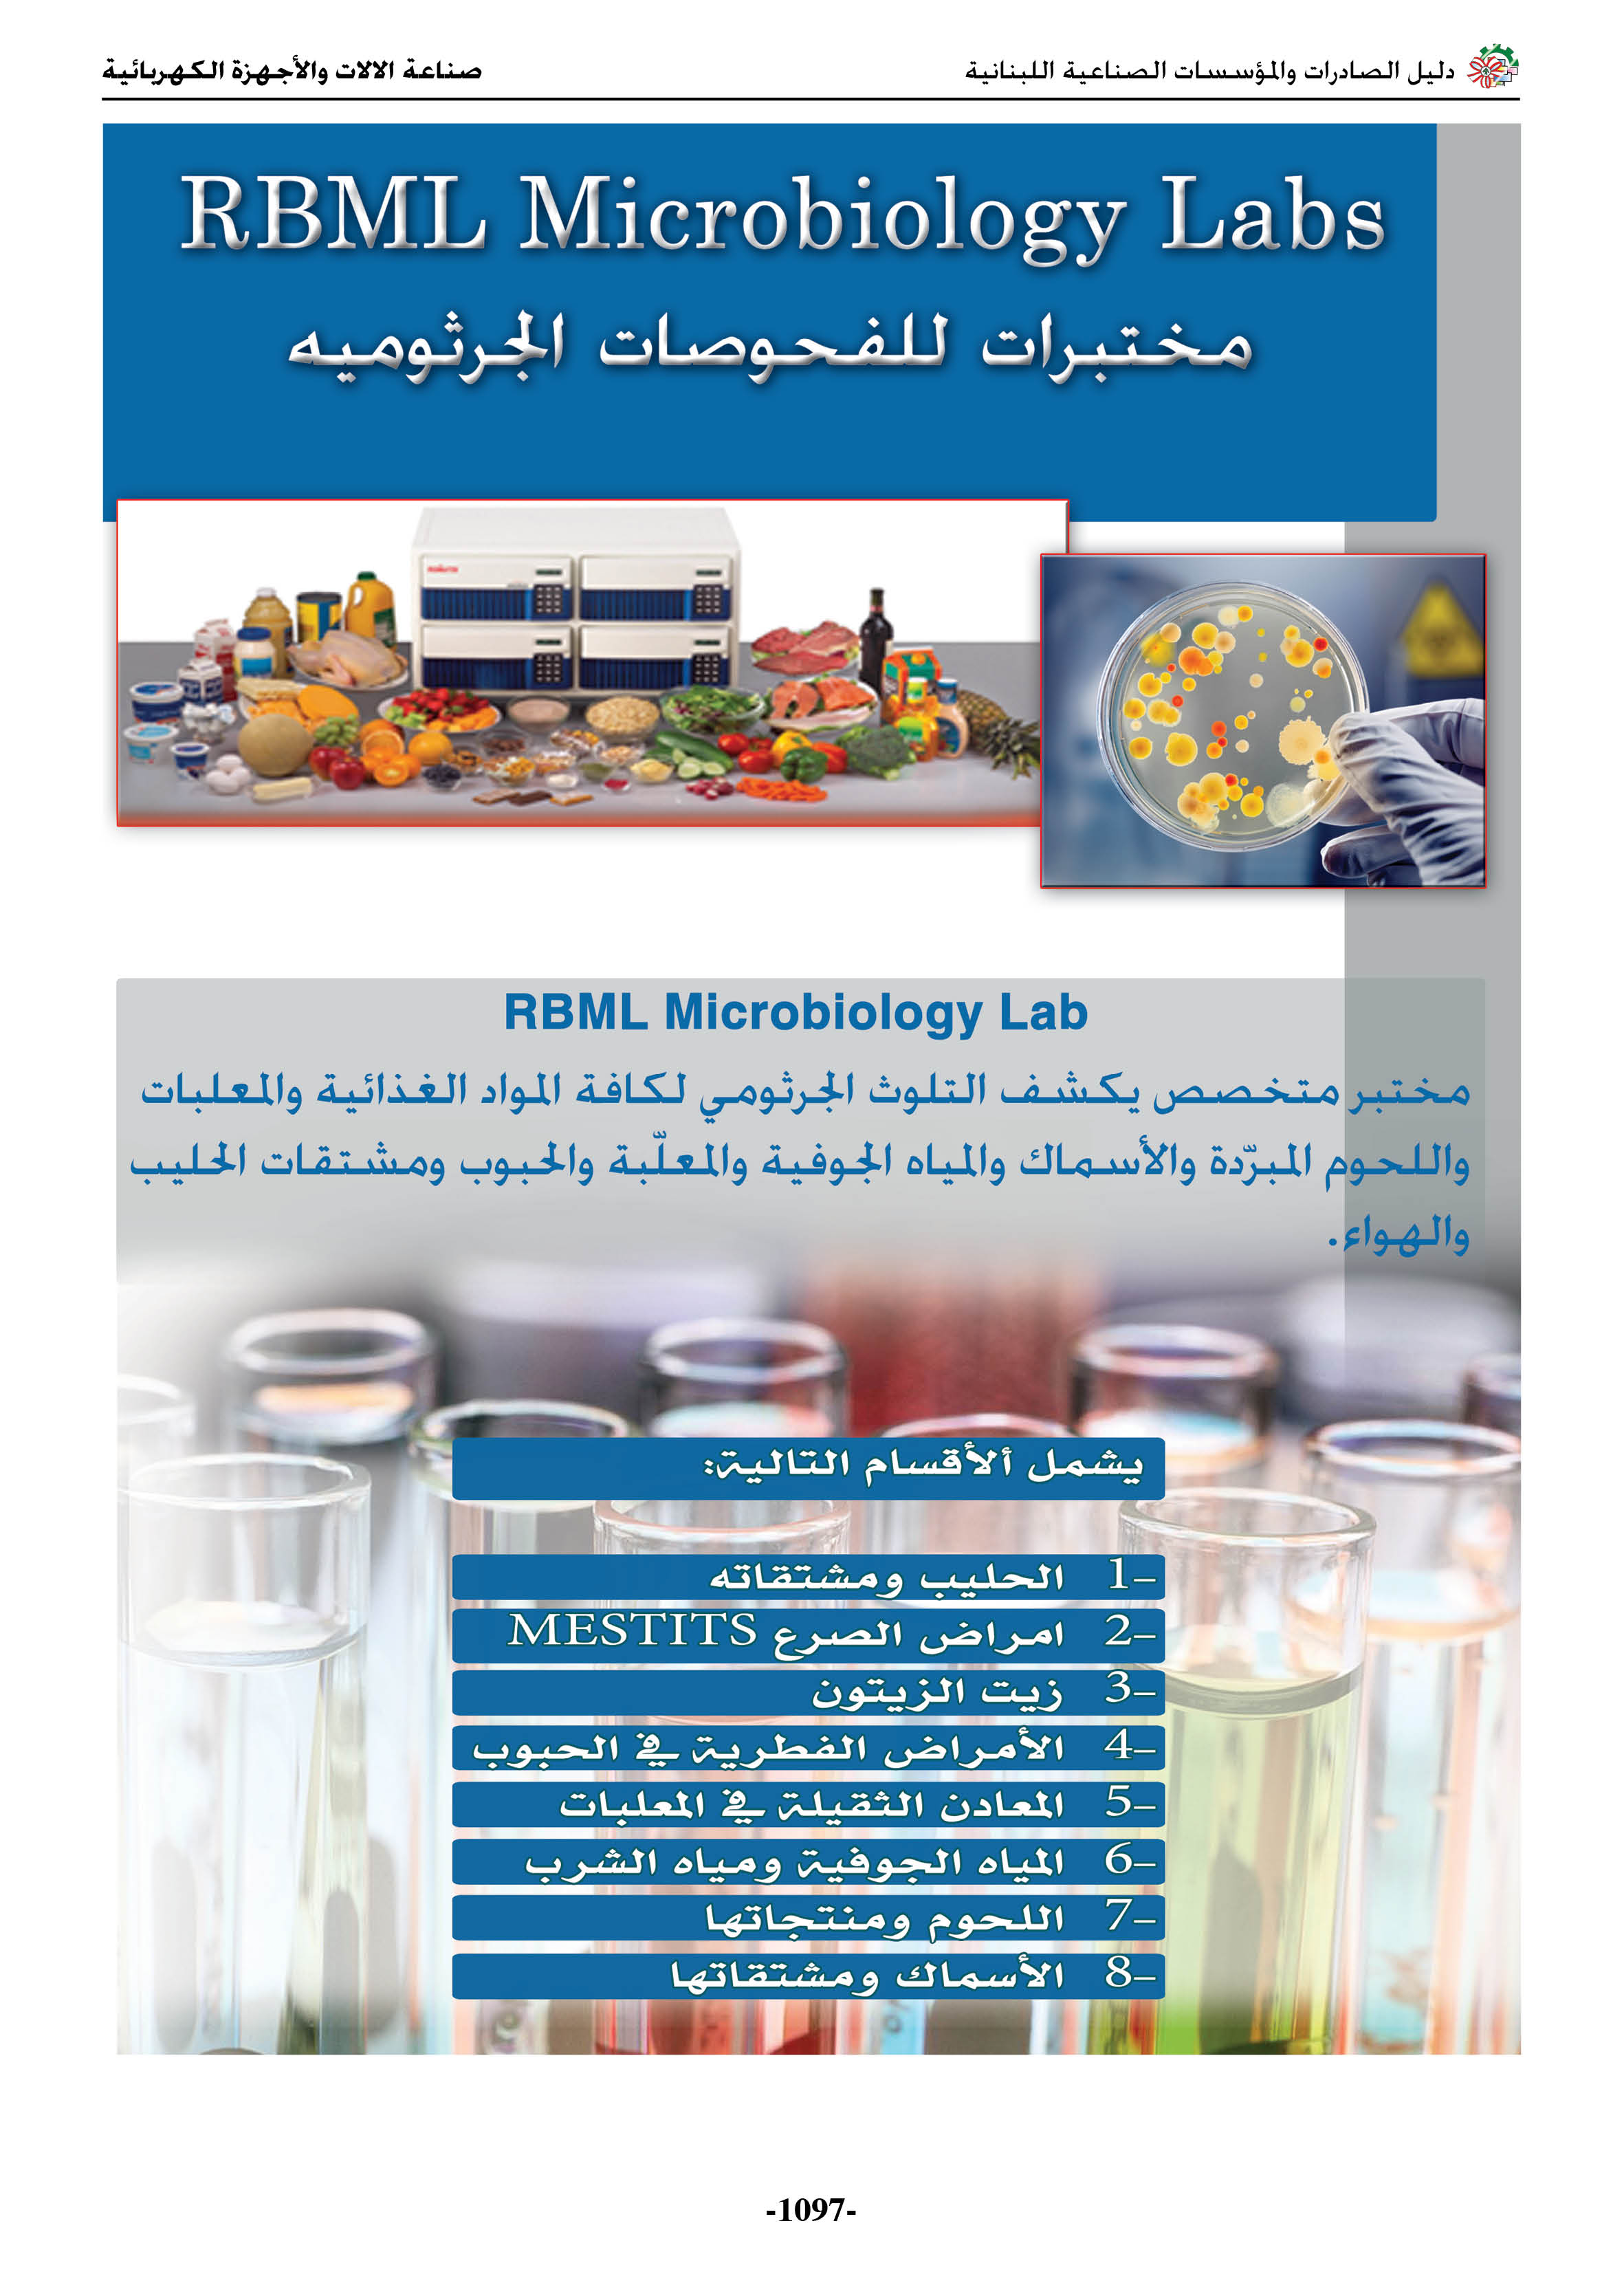 دليل الصادرات والمؤسسات الصناعية اللبنانية
صناعة الالات والأجهزة الكهربائية
RBML Microbiology Labs
مختبرات للفحوصات الجرثوميه
RBML Microbiology Lab
مختبر متخصص يكشف التلوث الجرثومي لكافة المواد الغذائية والمعلبات
واللحوم المبرّدة والأسماك والمياه الجوفية والمعلّبة والحبوب ومشتقات الحليب
والهواء.
يشمل ألأقسام التالية:
1- الحليب ومشتقاته
2- امراض الصرع MESTITS
3- زيت الزيتون
4- الأمراض الفطرية في الحبوب
5- المعادن الثقيلة في المعلبات
6- المياه الجوفية ومياه الشرب
7- اللحوم ومنتجاتها
8- الأسماك ومشتقاتها
-1097-